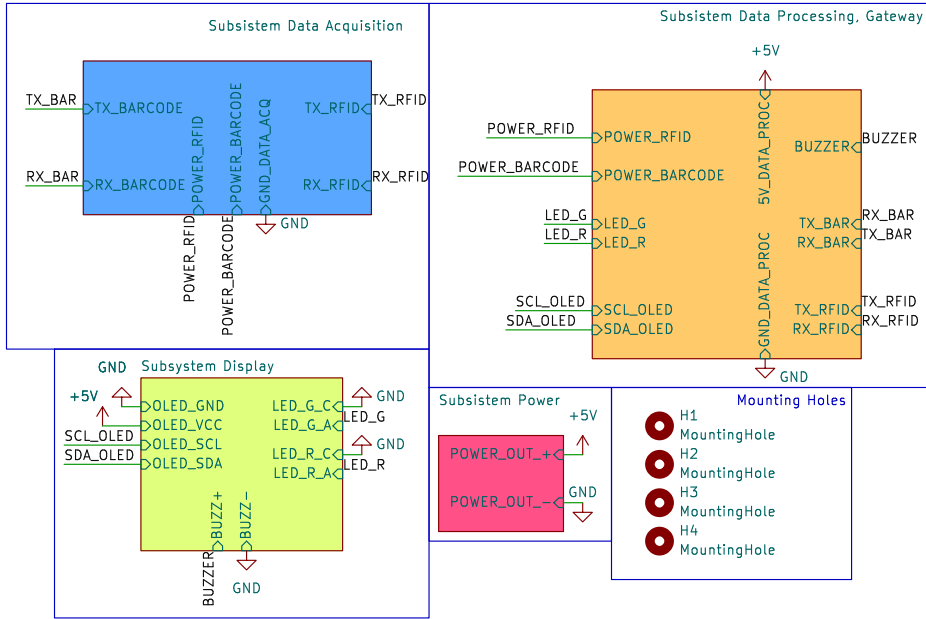 Subsistem Data Acquisition
TX_BAR
TX_BARCODE
TX_RFID
TX_RFID
RX_BAR
RX_BARCODE
POWER_RFID
POWER_BARCODE
GND_DATA_ACQ
RX_RFID
RX_RFID
GND
POWER_RFID
POWER_BARCODE
Subsistem Data Processing, Gateway
+5V
5V_DATA_PROC
POWER_RFID
POWER_RFID
BUZZER
BUZZER
POWER_BARCODE
POWER_BARCODE
LED_G
LED_G
TX_BAR
RX_BAR
LED_R
LED_R
RX_BAR
TX_BAR
GND_DATA_PROC
SCL_OLED
SCL_OLED
TX_RFID
TX_RFID
SDA_OLED
SDA_OLED
RX_RFID
RX_RFID
GND
Subsystem Display
GND
OLED_GND
LED_G_C
GND
+5V
OLED_VCC
LED_G_A
LED_G
SCL_OLED
OLED_SCL
LED_R_C
GND
SDA_OLED
OLED_SDA
LED_R_A
LED_R
BUZZ+
BUZZ-
BUZZER
GND
Subsistem Power
+5V
POWER_OUT_+
POWER_OUT_-
GND
Mounting Holes
H1
MountingHole
H2
MountingHole
H3
MountingHole
H4
MountingHole